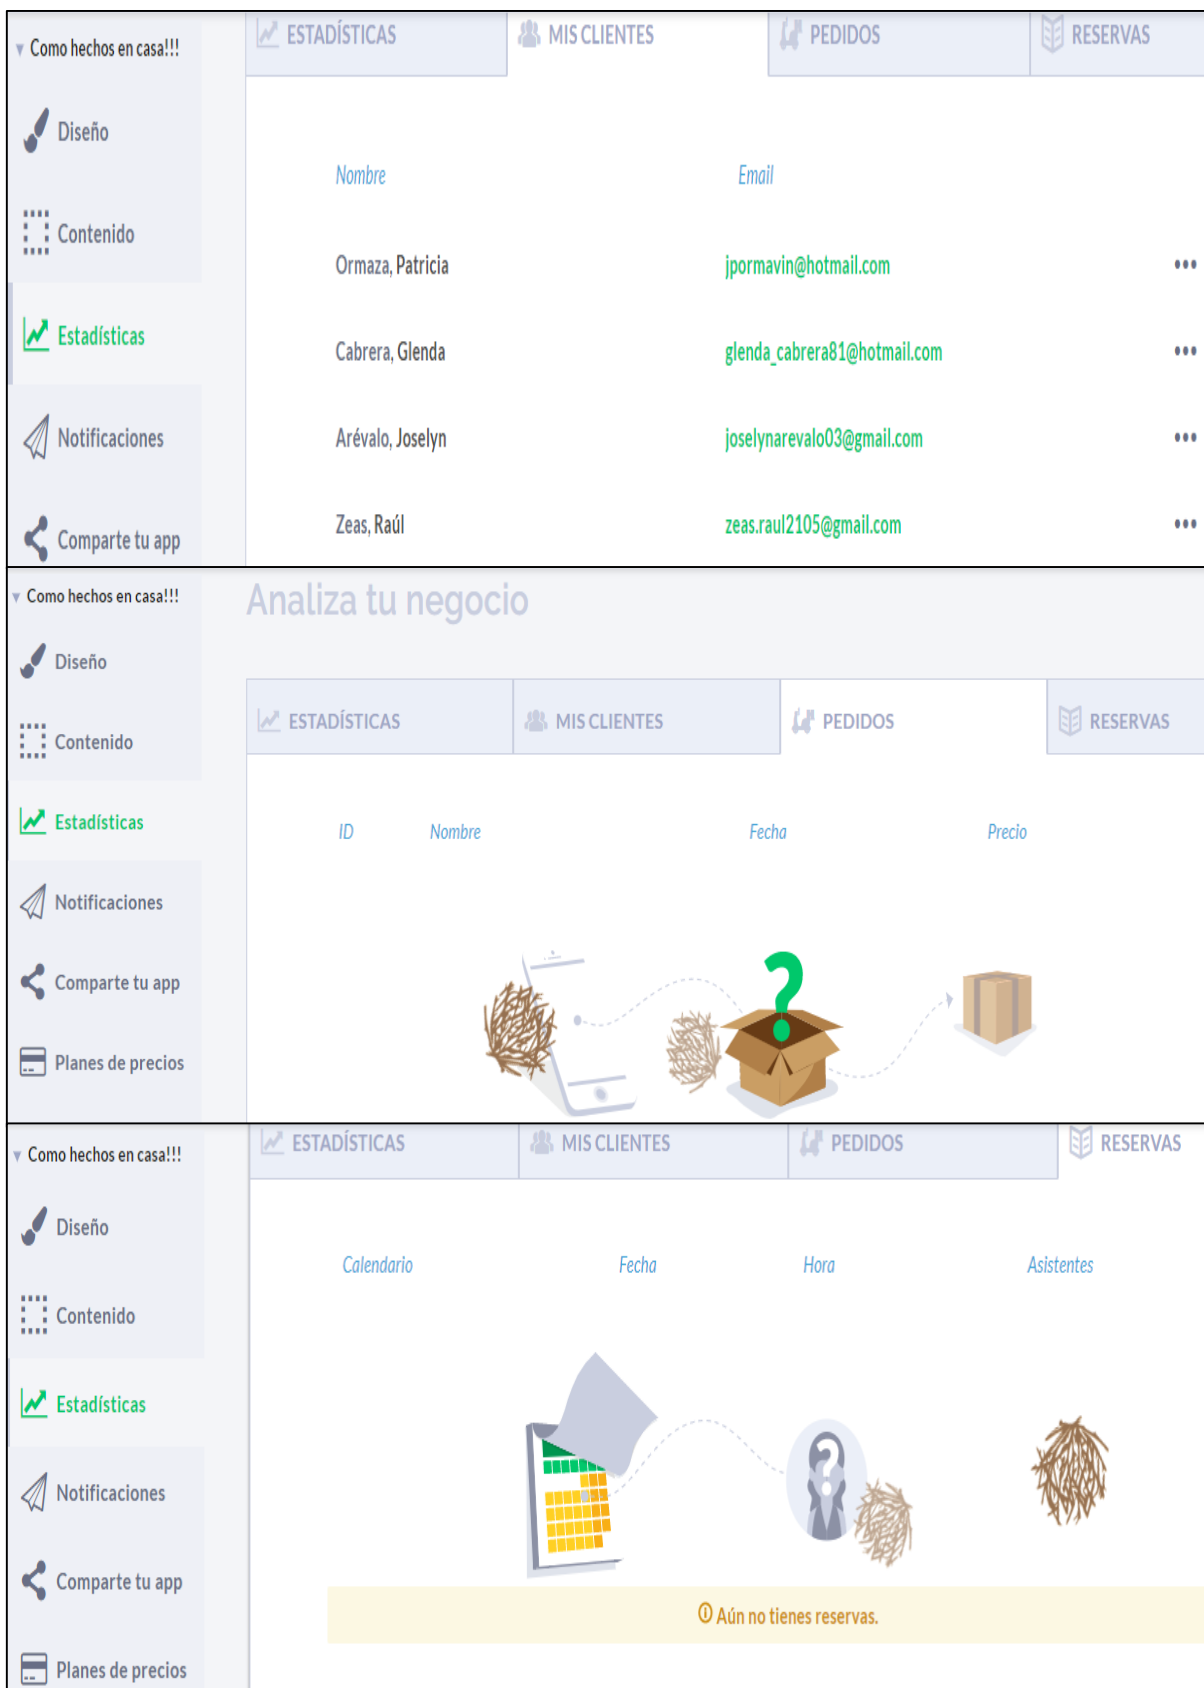 Como hechos en casa!!!
Diseño
Contenido
Estadísticas
Notificaciones
Comparte tu app
ESTADÍSTICAS MIS CLIENTES PEDIDOS RESERVAS
Nombre Email
Ormaza, Patricia jpormavin@hotmail.com
Cabrera, Glenda glenda_cabrera81@hotmail.com
Arévalo, Joselyn joselynarevalo03@gmail.com
Zeas, Raúl zeas.raul2105@gmail.com
Como hechos en casa!!!
Diseño
Contenido
Estadísticas
Notificaciones
Comparte tu app
Planes de precios
Analiza tu negocio
ESTADÍSTICAS MIS CLIENTES PEDIDOS RESERVAS
ID Nombre Fecha Precio
?
Como hechos en casa!!!
Diseño
Contenido
Estadísticas
Notificaciones
Comparte tu app
Planes de precios
ESTADÍSTICAS MIS CLIENTES PEDIDOS RESERVAS
Calendario Fecha Hora Asistentes
?
Aún no tienes reservas.